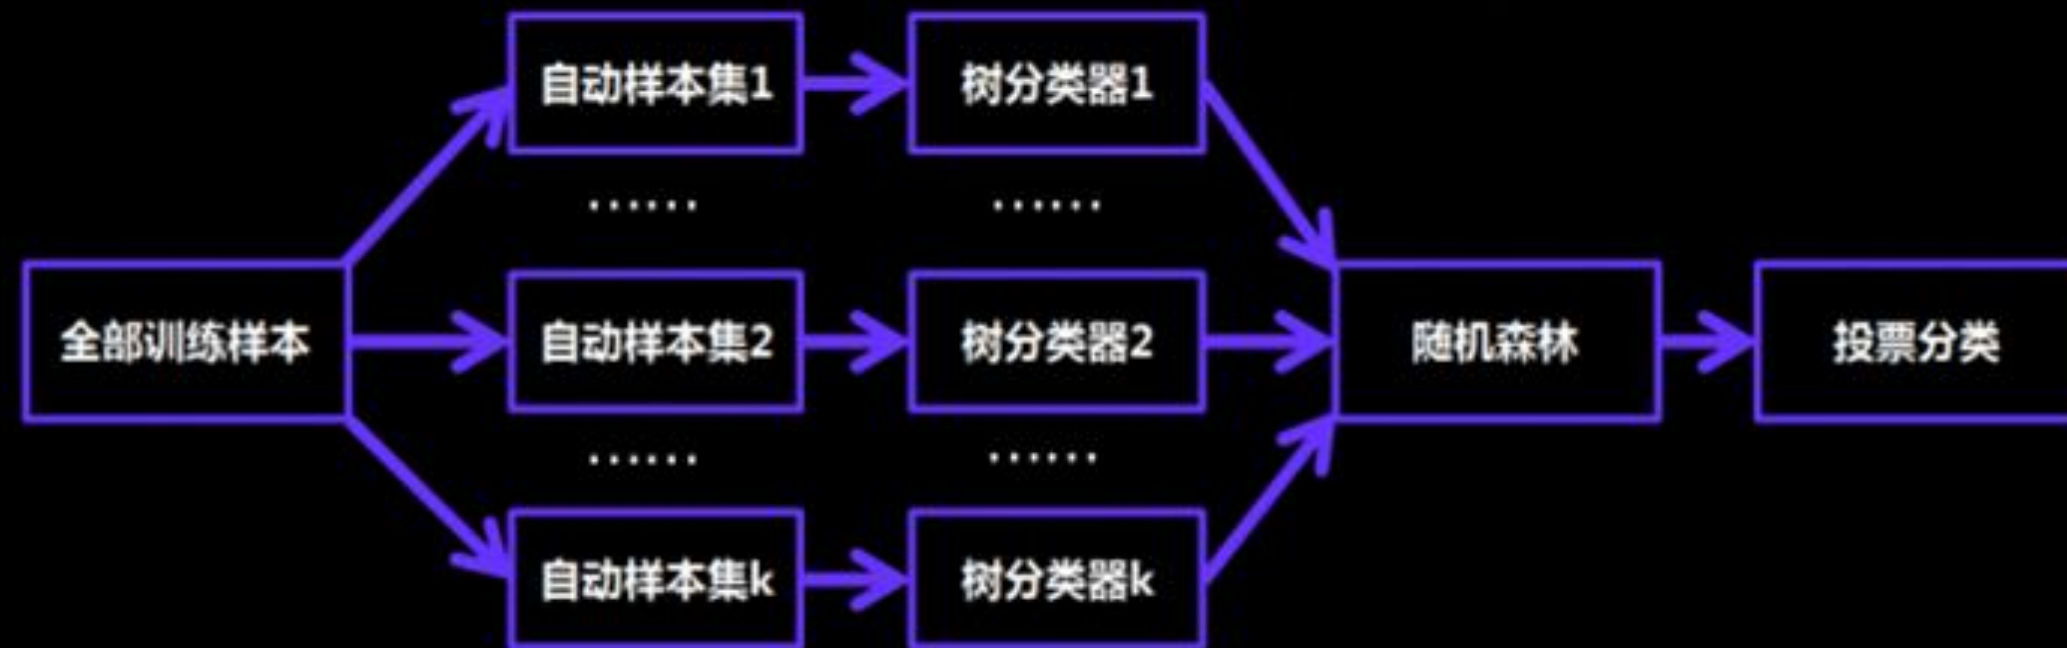 自动样本集1
树分类器1
……
……
全部训练样本
自动样本集2
树分类器2
随机森林
投票分类
……
……
自动样本集k
树分类器k